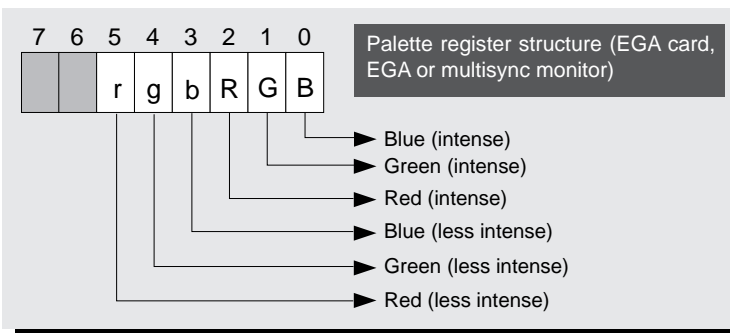 7 6 5 4 3 2 1 0
Palette register structure (EGA card,
EGA or multisync monitor)
r g b R G B
Blue (intense)
Green (intense)
Red (intense)
Blue (less intense)
Green (less intense)
Red (less intense)